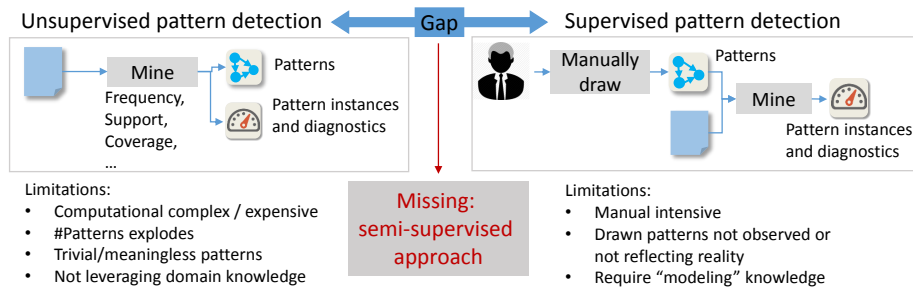 Unsupervised pattern detection
Gap
Supervised pattern detection
Mine
Frequency,
Support,
Coverage,
...
Patterns
Pattern instances
and diagnostics
Manually
draw
Patterns
Mine
Pattern instances
and diagnostics
Limitations:
• Computational complex / expensive
• #Patterns explodes
• Trivial/meaningless patterns
• Not leveraging domain knowledge
Missing:
semi-supervised
approach
Limitations:
• Manual intensive
• Drawn patterns not observed or
not reflecting reality
• Require “modeling” knowledge